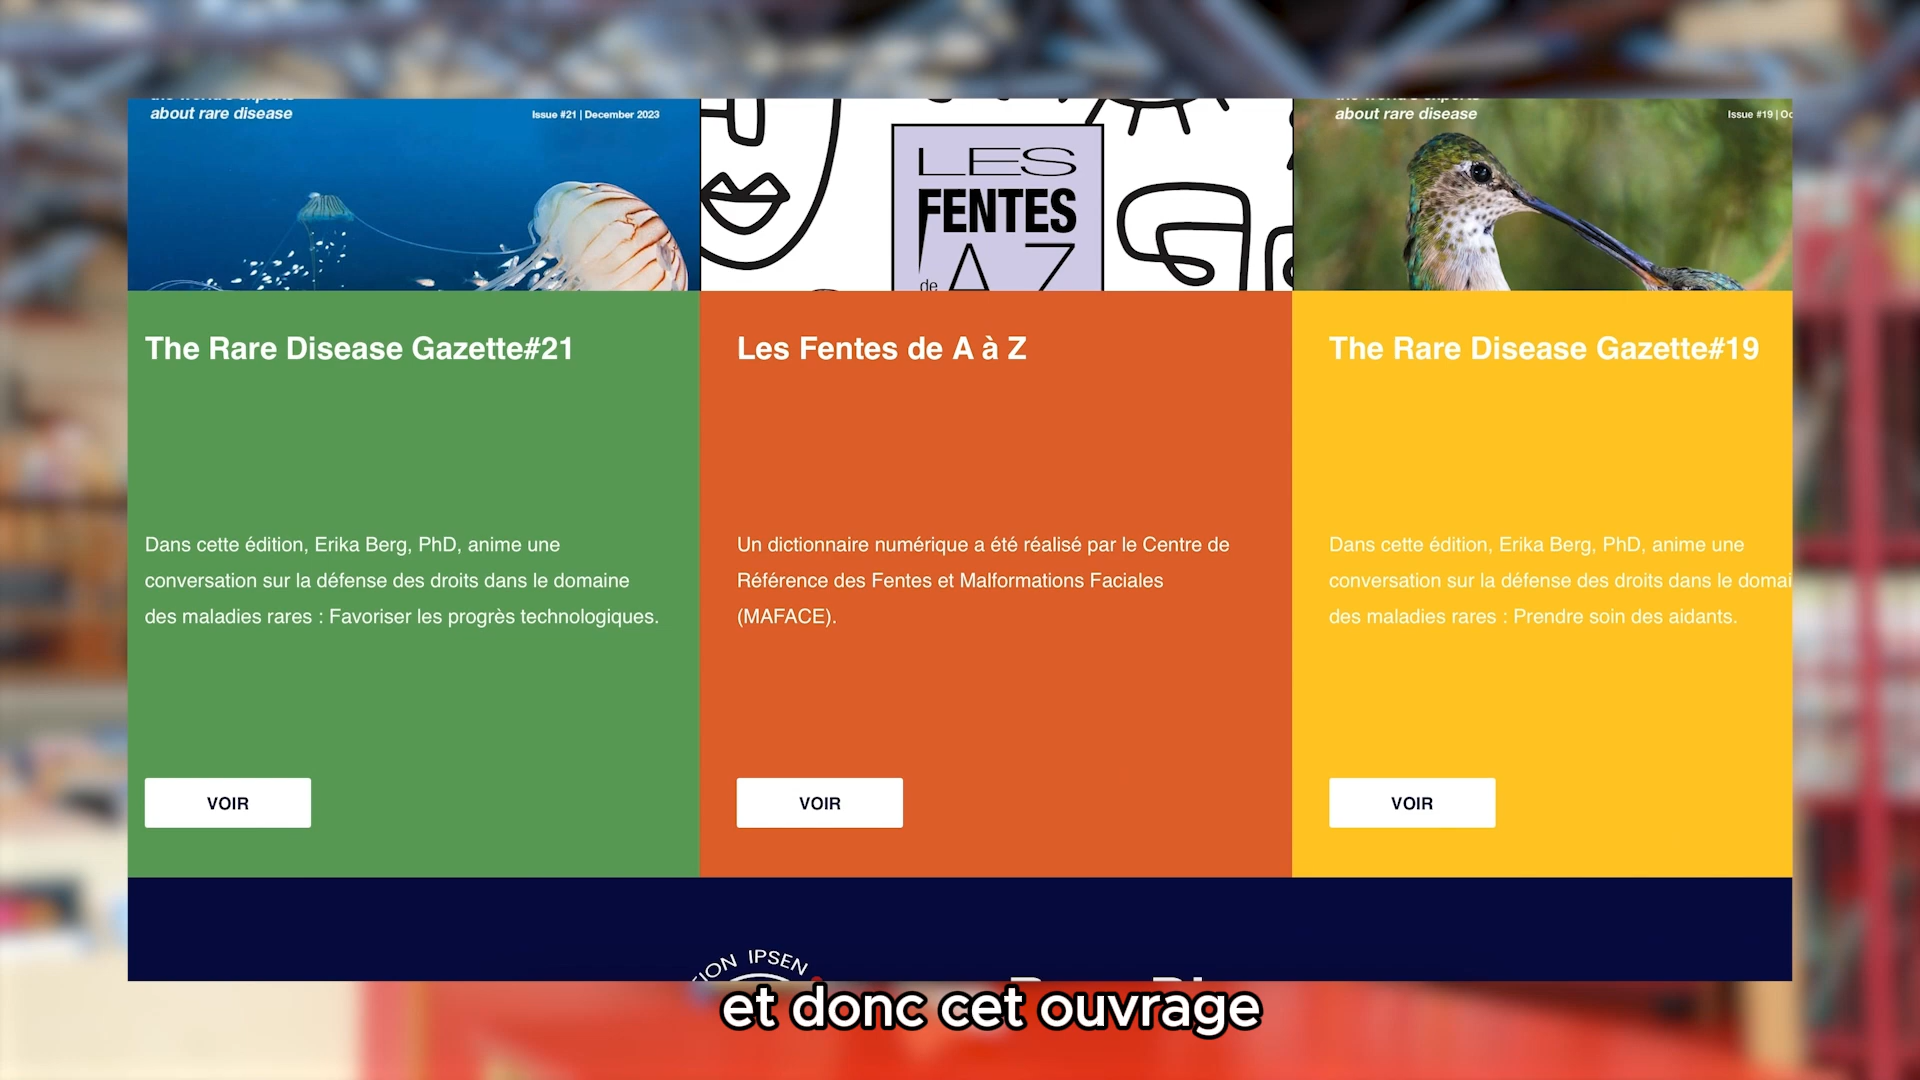 about rare disease
Issue #21 | December 2023
LES
FENTES
de A Z
about rare disease
Issue #19 |
The Rare Disease Gazette#21
Dans cette édition, Erika Berg, PhD, anime une
conversation sur la défense des droits dans le domaine
des maladies rares : Favoriser les progrès technologiques.
VOIR
Les Fentes de A à Z
Un dictionnaire numérique a été réalisé par le Centre de
Référence des Fentes et Malformations Faciales
(MAFACE).
VOIR
The Rare Disease Gazette#19
Dans cette édition, Erika Berg, PhD, anime une
conversation sur la défense des droits dans le domai
des maladies rares : Prendre soin des aidants.
VOIR
TION IPSEN
et donc cet ouvrage